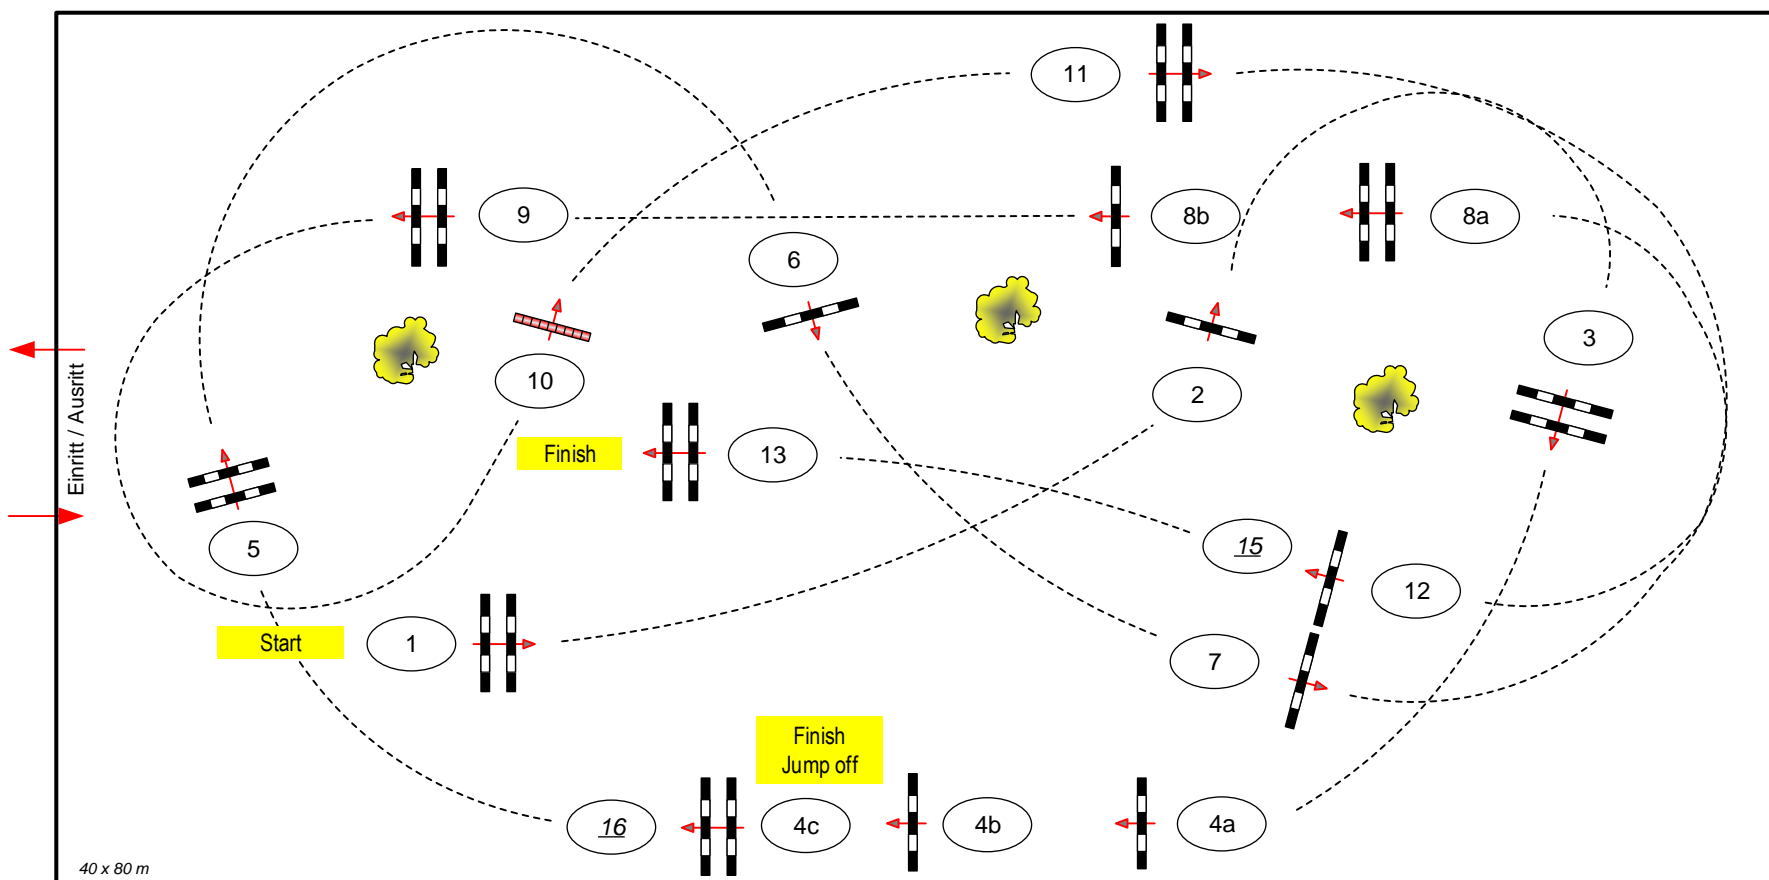 11
9
8b
8a
6
3
10
2
Einritt / Ausritt
Finish
13
15
5
12
Start
1
7
Finish
Jump off
16
4c
4b
4a
40 x 80 m